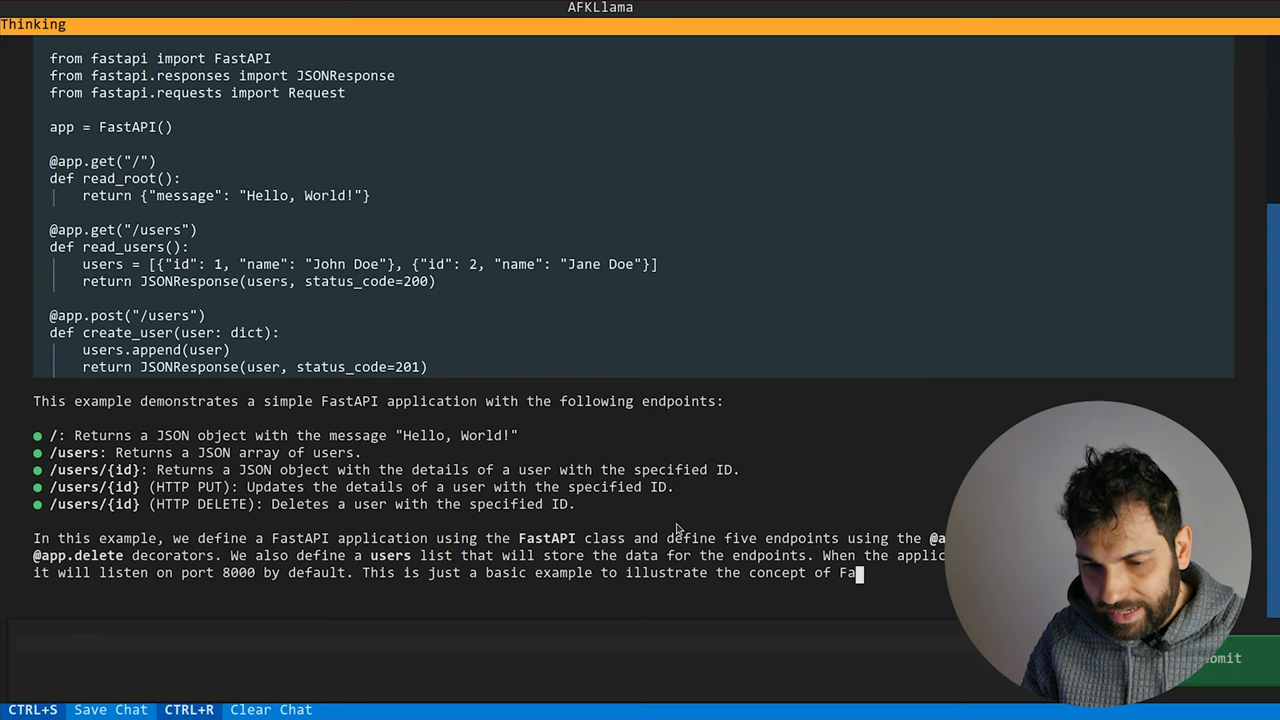 AFKLlama
Thinking
from fastapi import FastAPI
from fastapi.responses import JSONResponse
from fastapi.requests import Request
app = FastAPI()
@app.get("/")
def read_root():
return {"message": "Hello, World!"}
@app.get("/users")
def read_users():
users = [{"id": 1, "name": "John Doe"}, {"id": 2, "name": "Jane Doe"}]
return JSONResponse(users, status_code=200)
@app.post("/users")
def create_user(user: dict):
users.append(user)
return JSONResponse(user, status_code=201)
This example demonstrates a simple FastAPI application with the following endpoints:
● /: Returns a JSON object with the message "Hello, World!"
● /users: Returns a JSON array of users.
● /users/{id}: Returns a JSON object with the details of a user with the specified ID.
● /users/{id} (HTTP PUT): Updates the details of a user with the specified ID.
● /users/{id} (HTTP DELETE): Deletes a user with the specified ID.
In this example, we define a FastAPI application using the FastAPI class and define five endpoints using the @a
@app.delete decorators. We also define a users list that will store the data for the endpoints. When the applic
it will listen on port 8000 by default. This is just a basic example to illustrate the concept of Fa
CTRL+S Save Chat CTRL+R Clear Chat